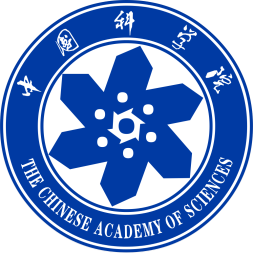 中国科学院
THE CHINESE ACADEMY OF SCIENCES